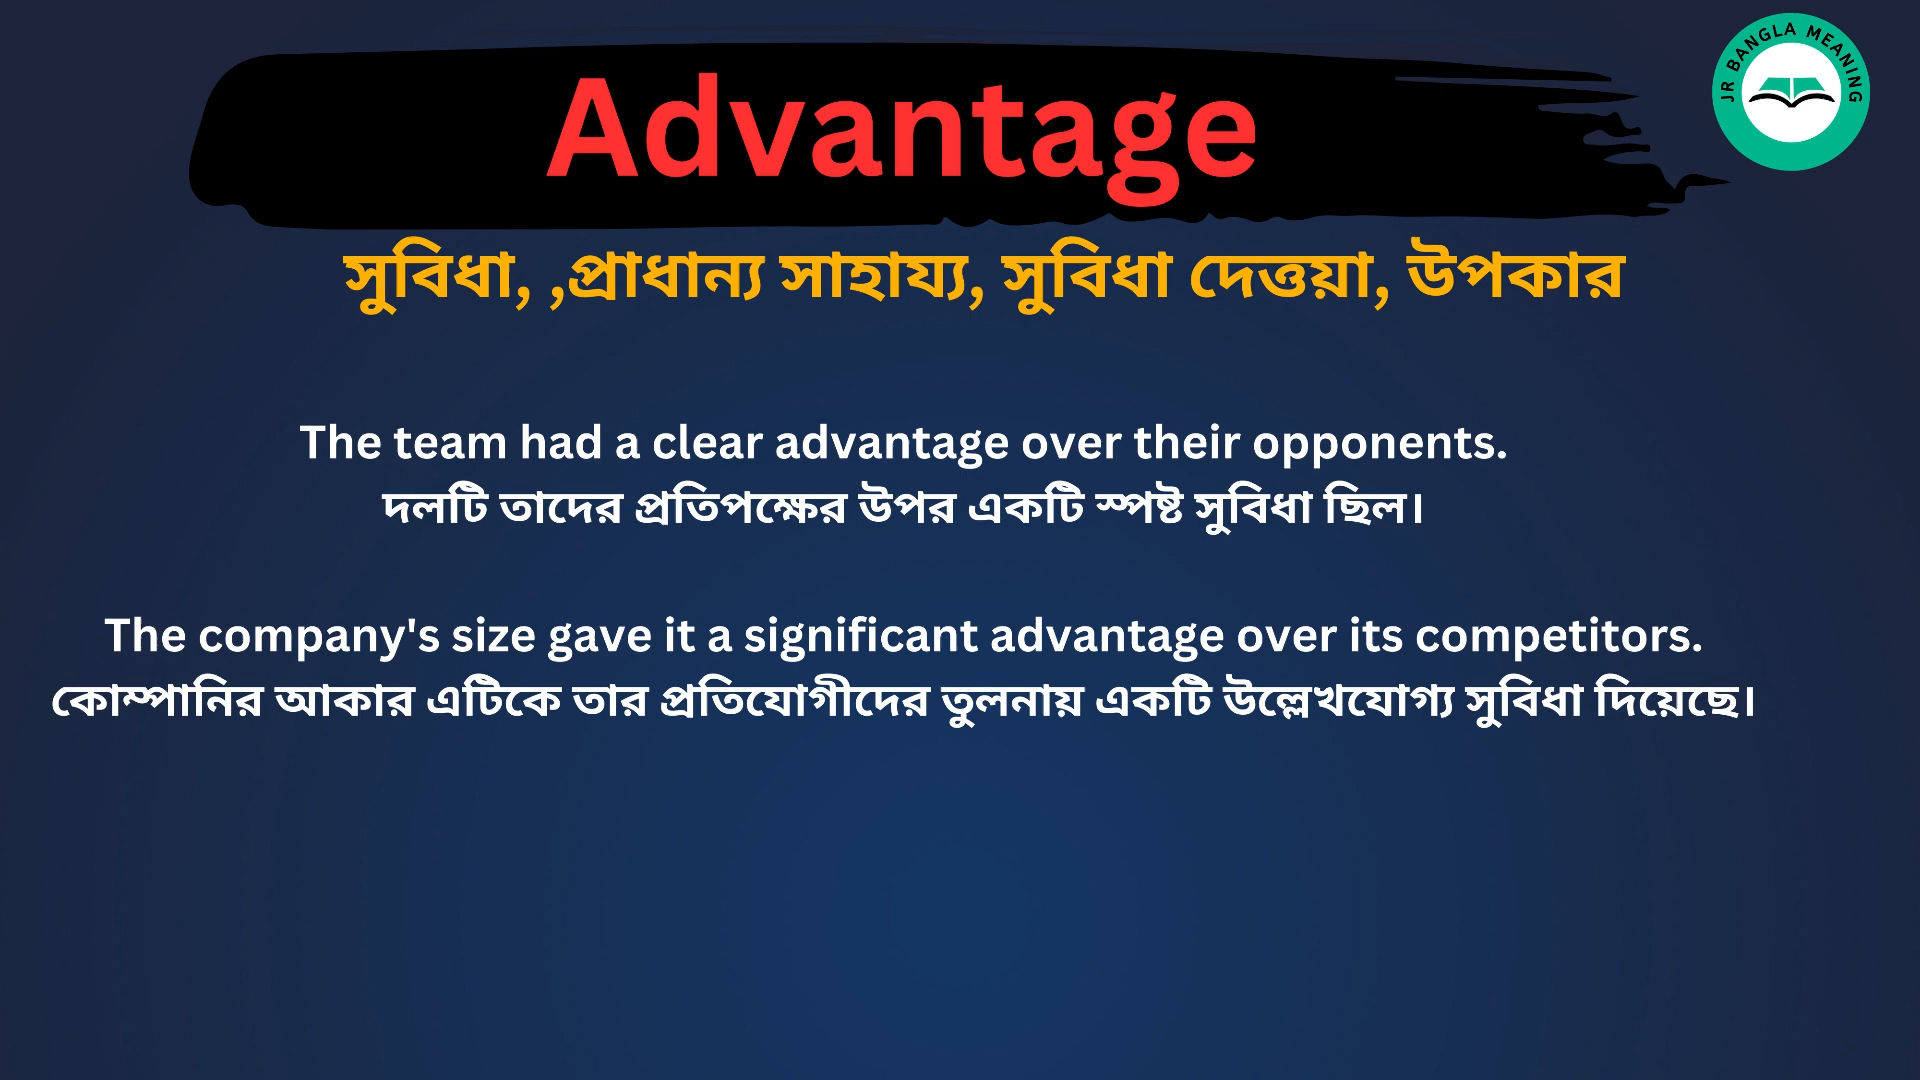 JR BANGLA MEANING
Advantage
সুবিধা, ,প্রাধান্য সাহায্য, সুবিধা দেত্তয়া, উপকার
The team had a clear advantage over their opponents.
দলটি তাদের প্রতিপক্ষের উপর একটি স্পষ্ট সুবিধা ছিল।
The company's size gave it a significant advantage over its competitors.
কোম্পানির আকার এটিকে তার প্রতিযোগীদের তুলনায় একটি উল্লেখযোগ্য সুবিধা দিয়েছে।